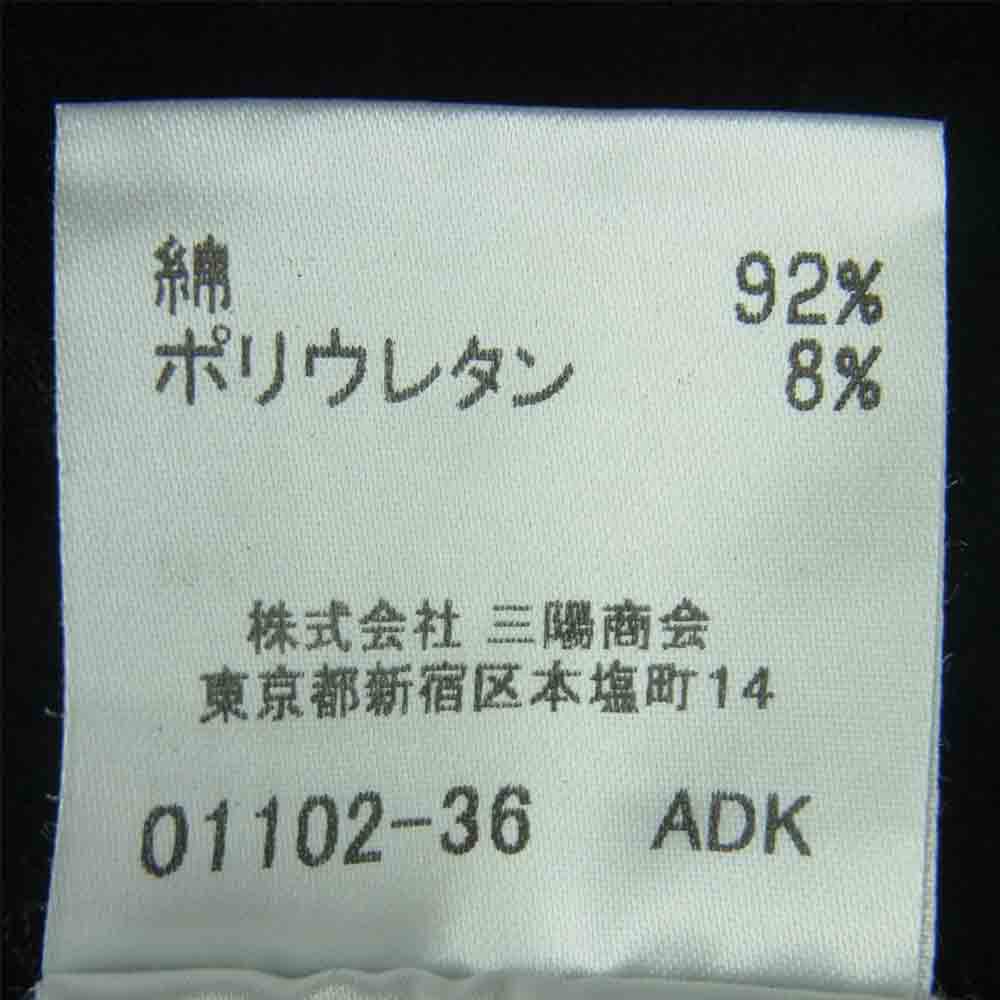 綿 92%
ポリウレタン 8%
株式会社 三陽商会
東京都新宿区本塩町14
01102-36 ADK